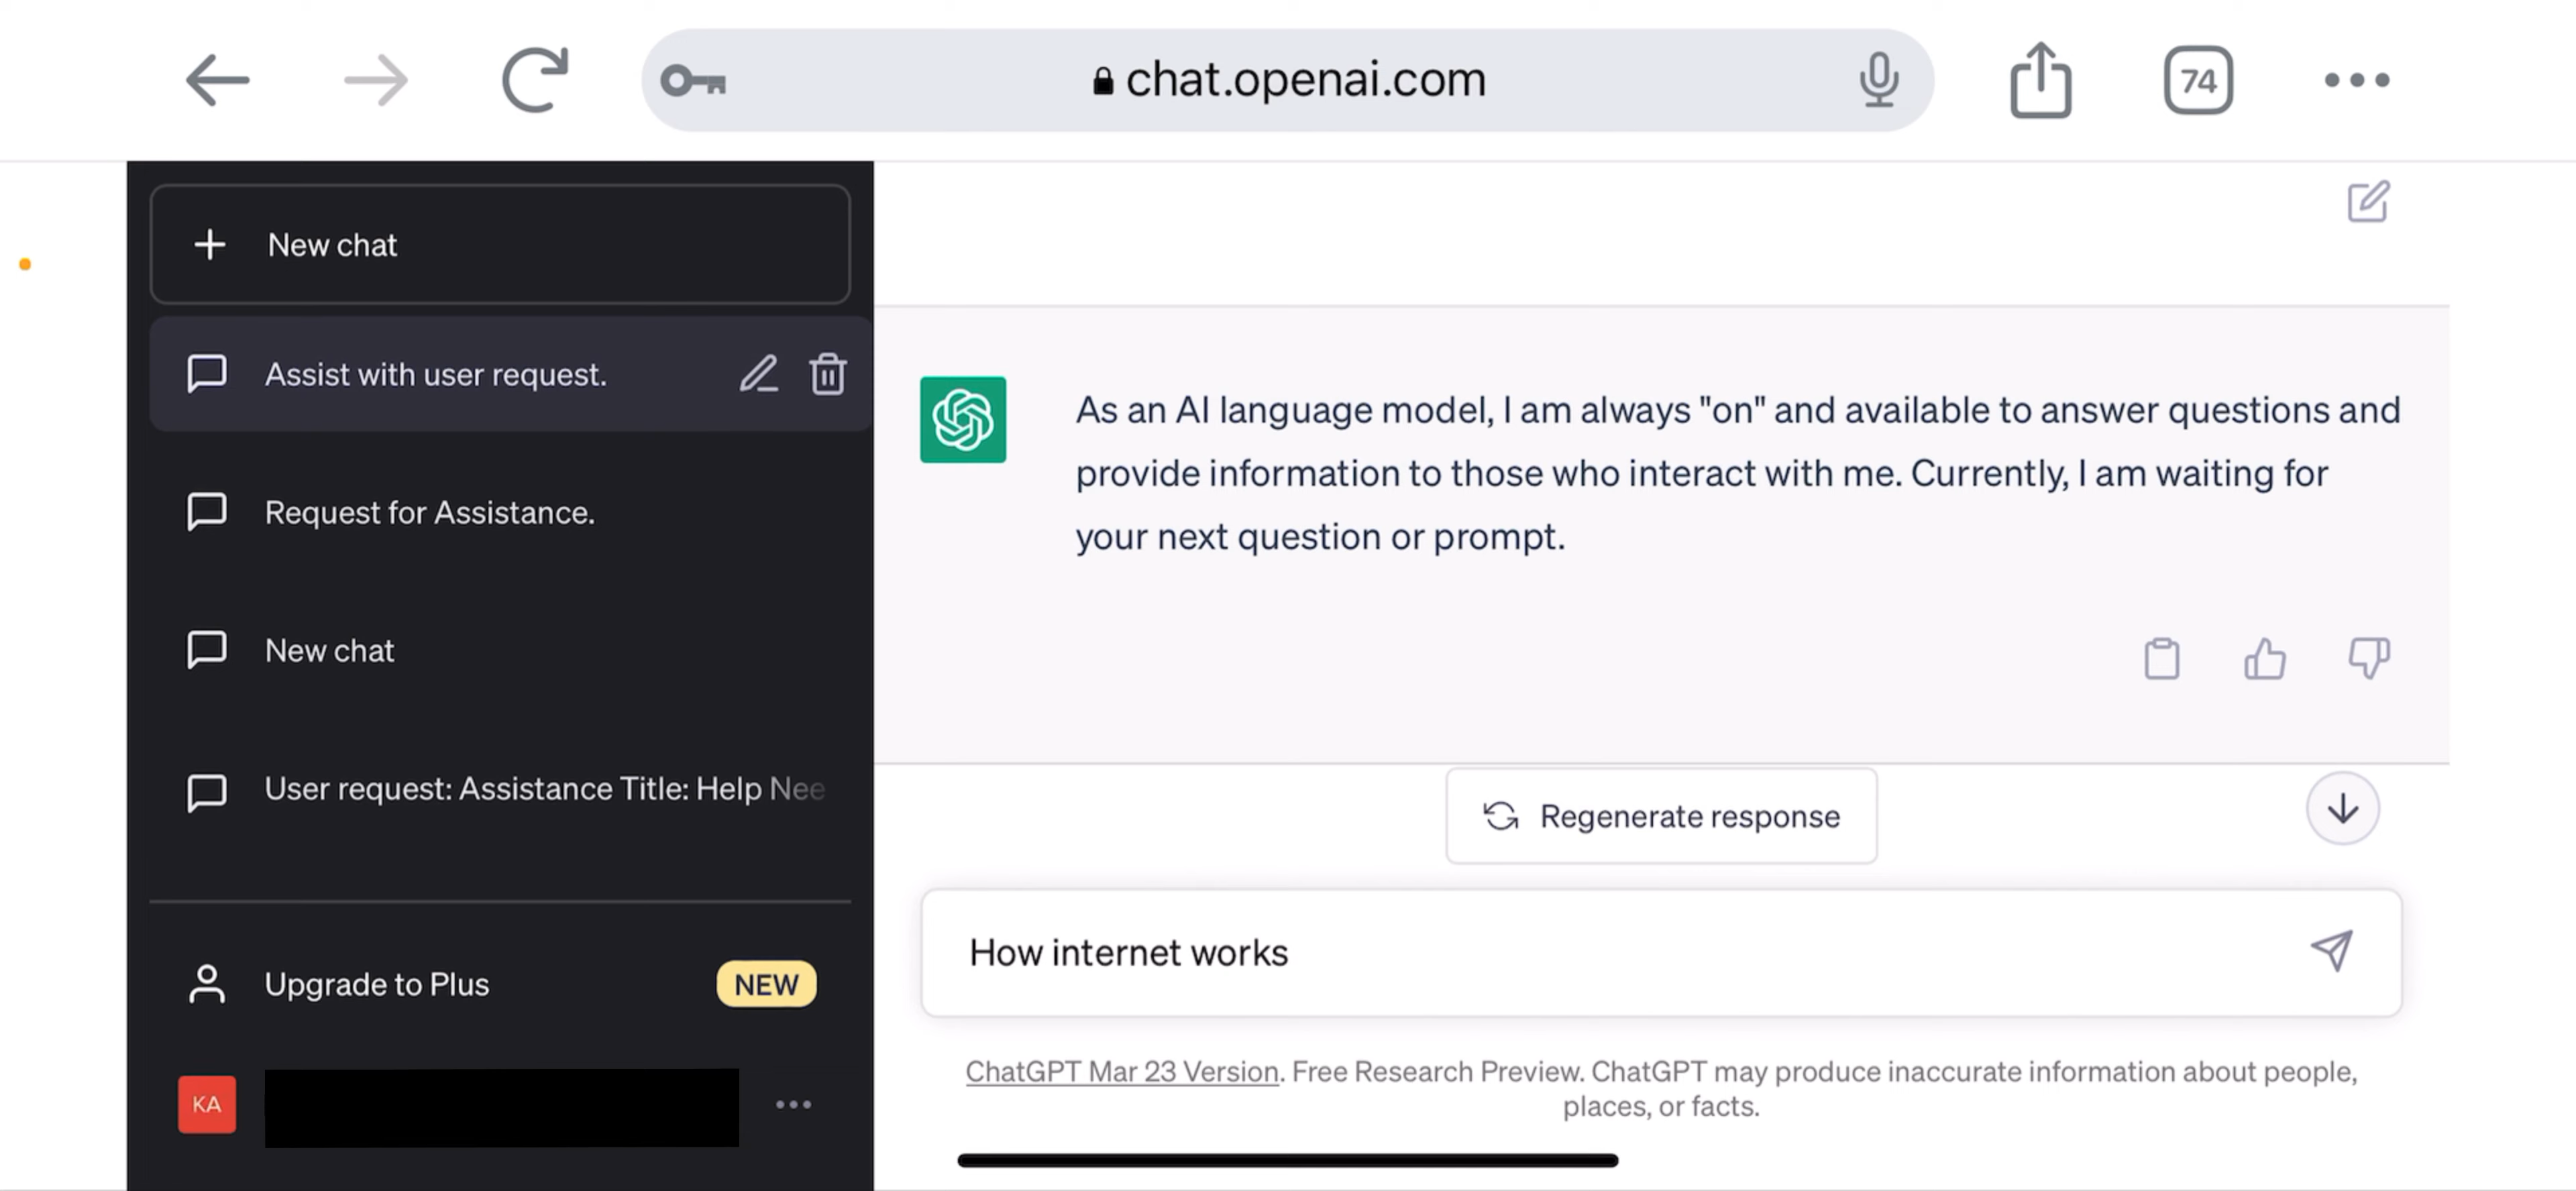 chat.openai.com
74
New chat
Assist with user request.
Request for Assistance.
New chat
User request: Assistance Title: Help Nee
Upgrade to Plus
NEW
KA
As an AI language model, I am always "on" and available to answer questions and
provide information to those who interact with me. Currently, I am waiting for
your next question or prompt.
Regenerate response
How internet works
ChatGPT Mar 23 Version. Free Research Preview. ChatGPT may produce inaccurate information about people,
places, or facts.